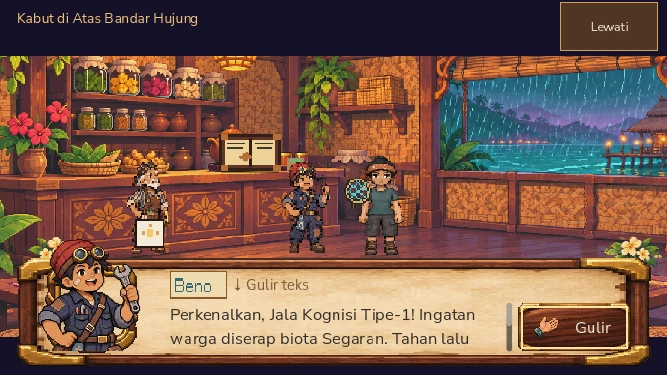 Kabut di Atas Bandar Hujung
Lewati
Beno
↓ Gulir teks
Perkenalkan, Jala Kognisi Tipe-1! Ingatan
warga diserap biota Segaran. Tahan lalu
Gulir